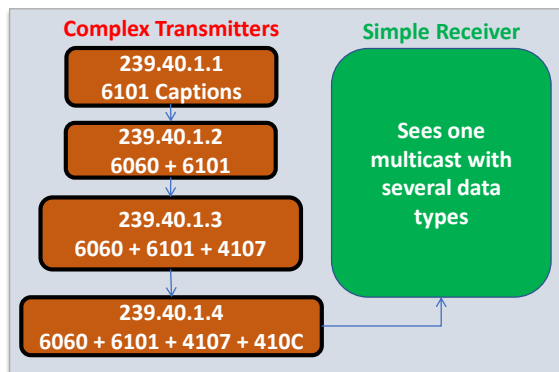 Complex Transmitters
239.40.1.1
6101 Captions
239.40.1.2
6060 + 6101
239.40.1.3
6060 + 6101 + 4107
239.40.1.4
6060 + 6101 + 4107 + 410C
Simple Receiver
Sees one
multicast with
several data
types